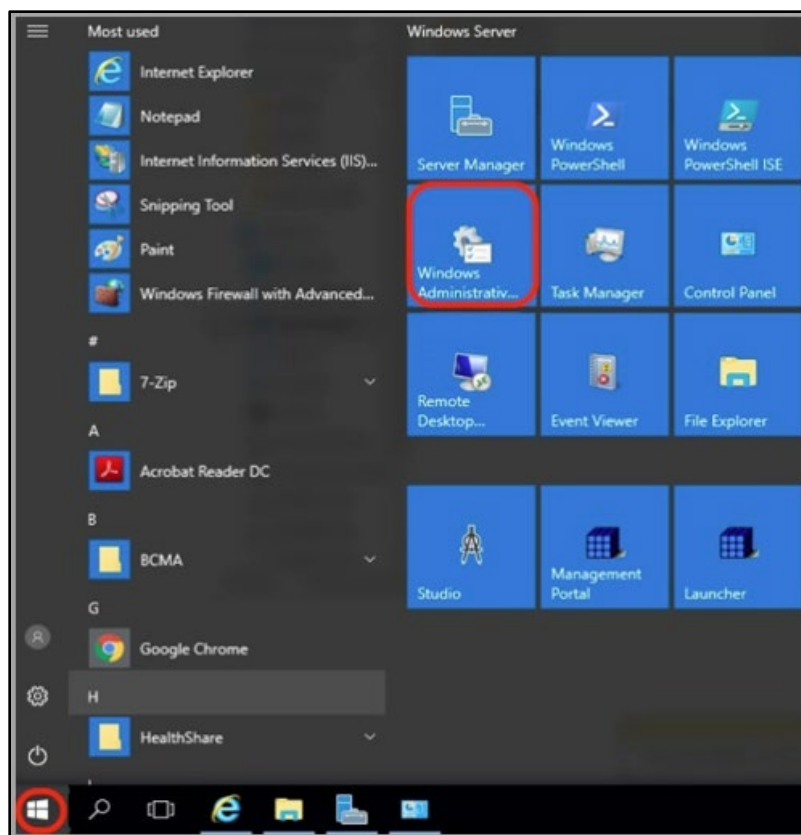 Most used
Internet Explorer
Notepad
Internet Information Services (IIS)...
Snipping Tool
Paint
Windows Firewall with Advanced...
#
7-Zip
A
Acrobat Reader DC
B
BCMA
G
Google Chrome
H
HealthShare
Windows Server
Server Manager
Windows
PowerShell
Windows
PowerShell ISE
Windows
Administrativ...
Task Manager
Control Panel
Remote
Desktop...
Event Viewer
File Explorer
Studio
Management
Portal
Launcher